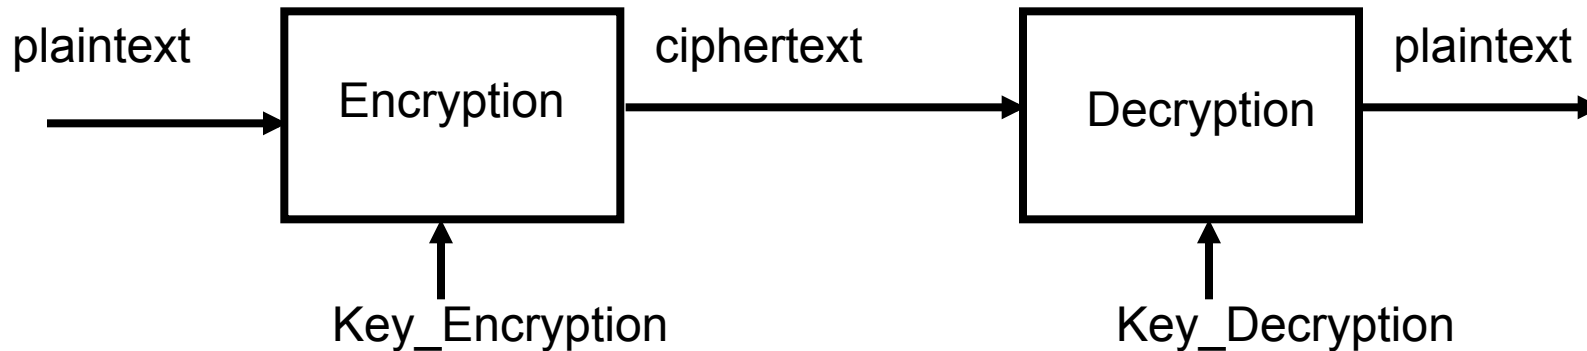 plaintext
ciphertext
plaintext
Encryption
Decryption
Key_Encryption
Key_Decryption